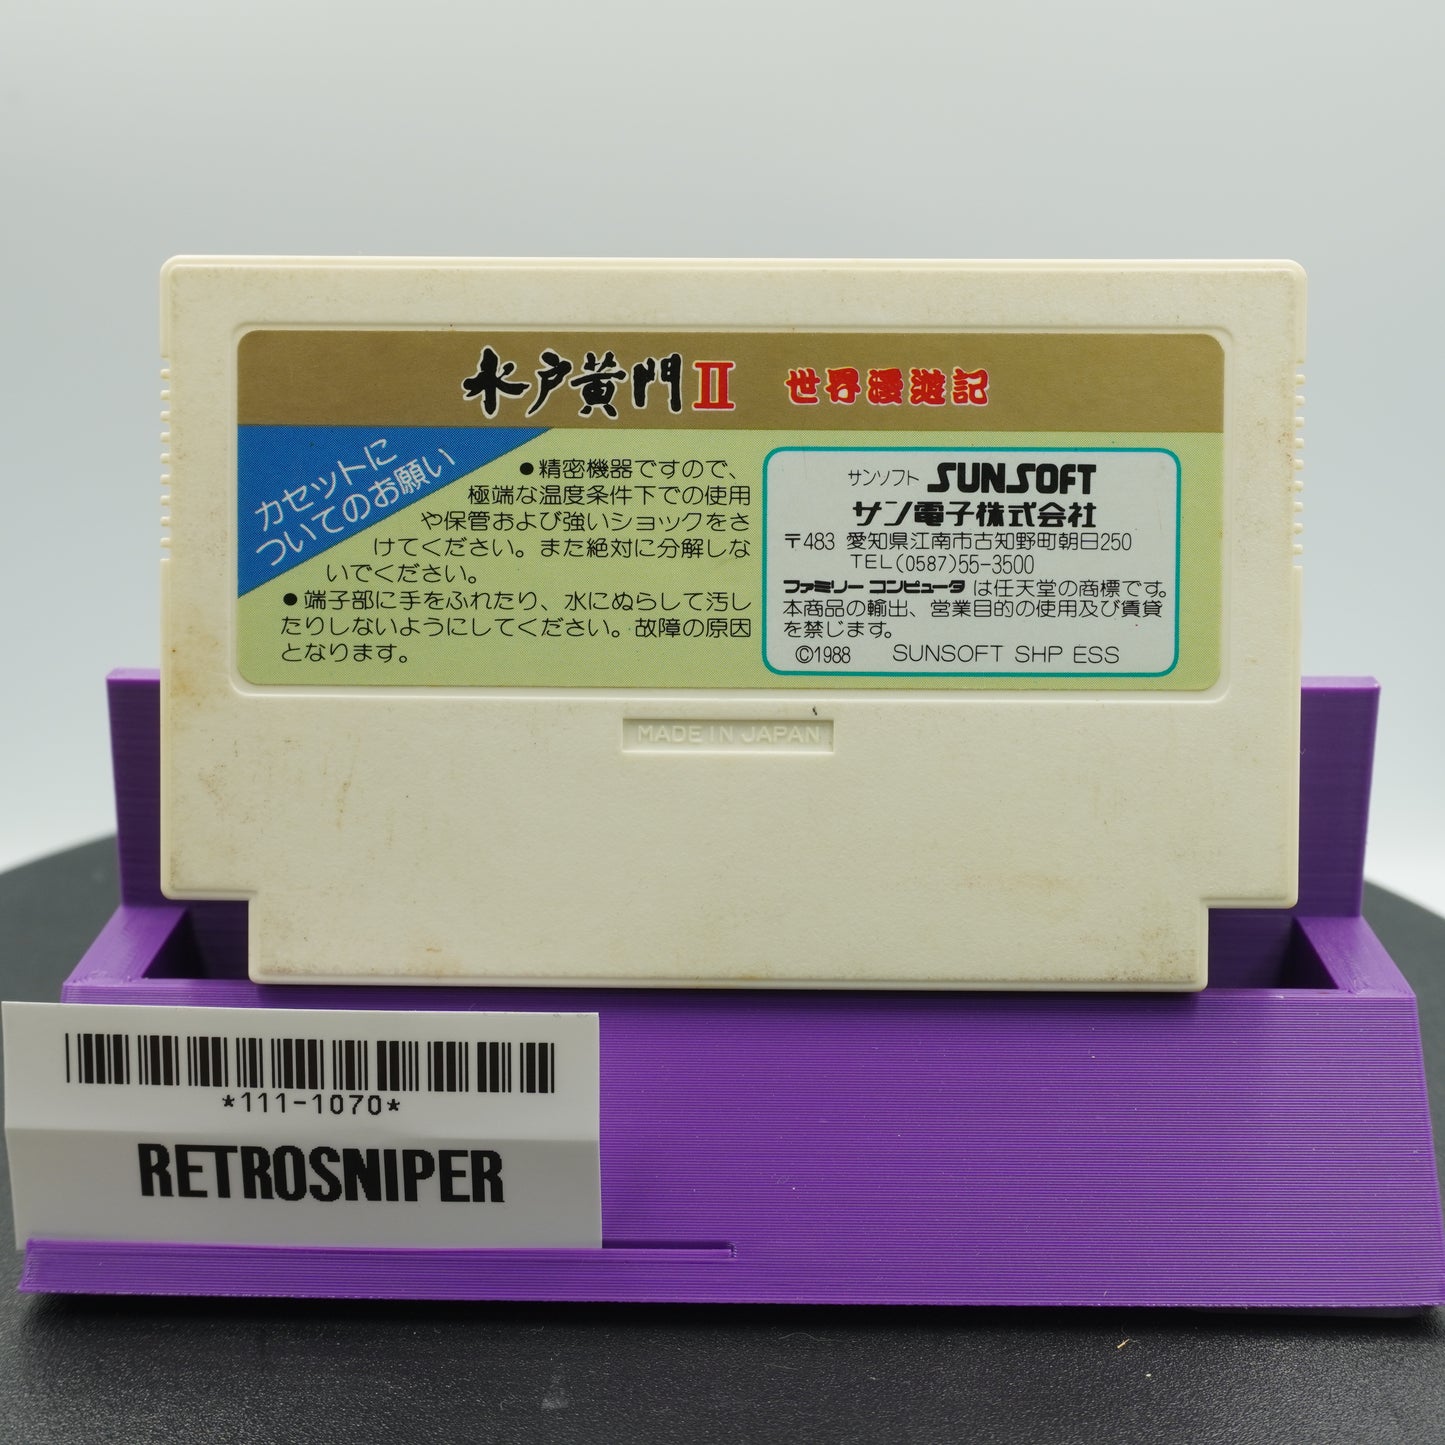 水戸黄門II 世界漫遊記
カセットに
ついてのお願い
●精密機器ですので、
極端な温度条件下での使用
や保管および強いショックをさ
けてください。また絶対に分解しな
いでください。
●端子部に手をふれたり、水にぬらして汚し
たりしないようにしてください。故障の原因
となります。
サンソフト SUNSOFT
サン電子株式会社
〒483 愛知県江南市古知野町朝日250
TEL(0587)55-3500
ファミリー コンピュータ は任天堂の商標です。
本商品の輸出、営業目的の使用及び賃貸
を禁じます。
©1988 SUNSOFT SHP ESS
MADE IN JAPAN
*111-1070*
RETROSNIPER